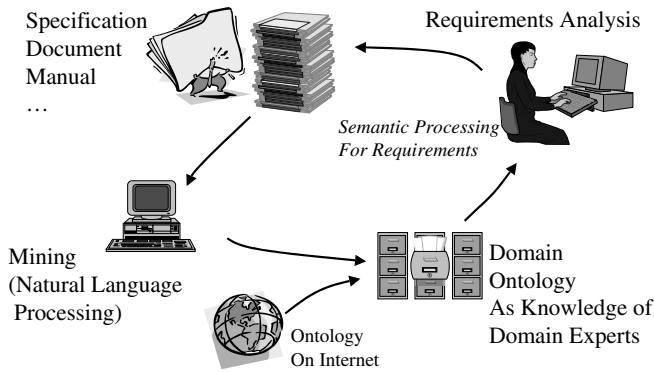 Specification
Document
Manual
…
Requirements Analysis
Semantic Processing
For Requirements
Mining
(Natural Language
Processing)
Domain
Ontology
As Knowledge of
Domain Experts
Ontology
On Internet